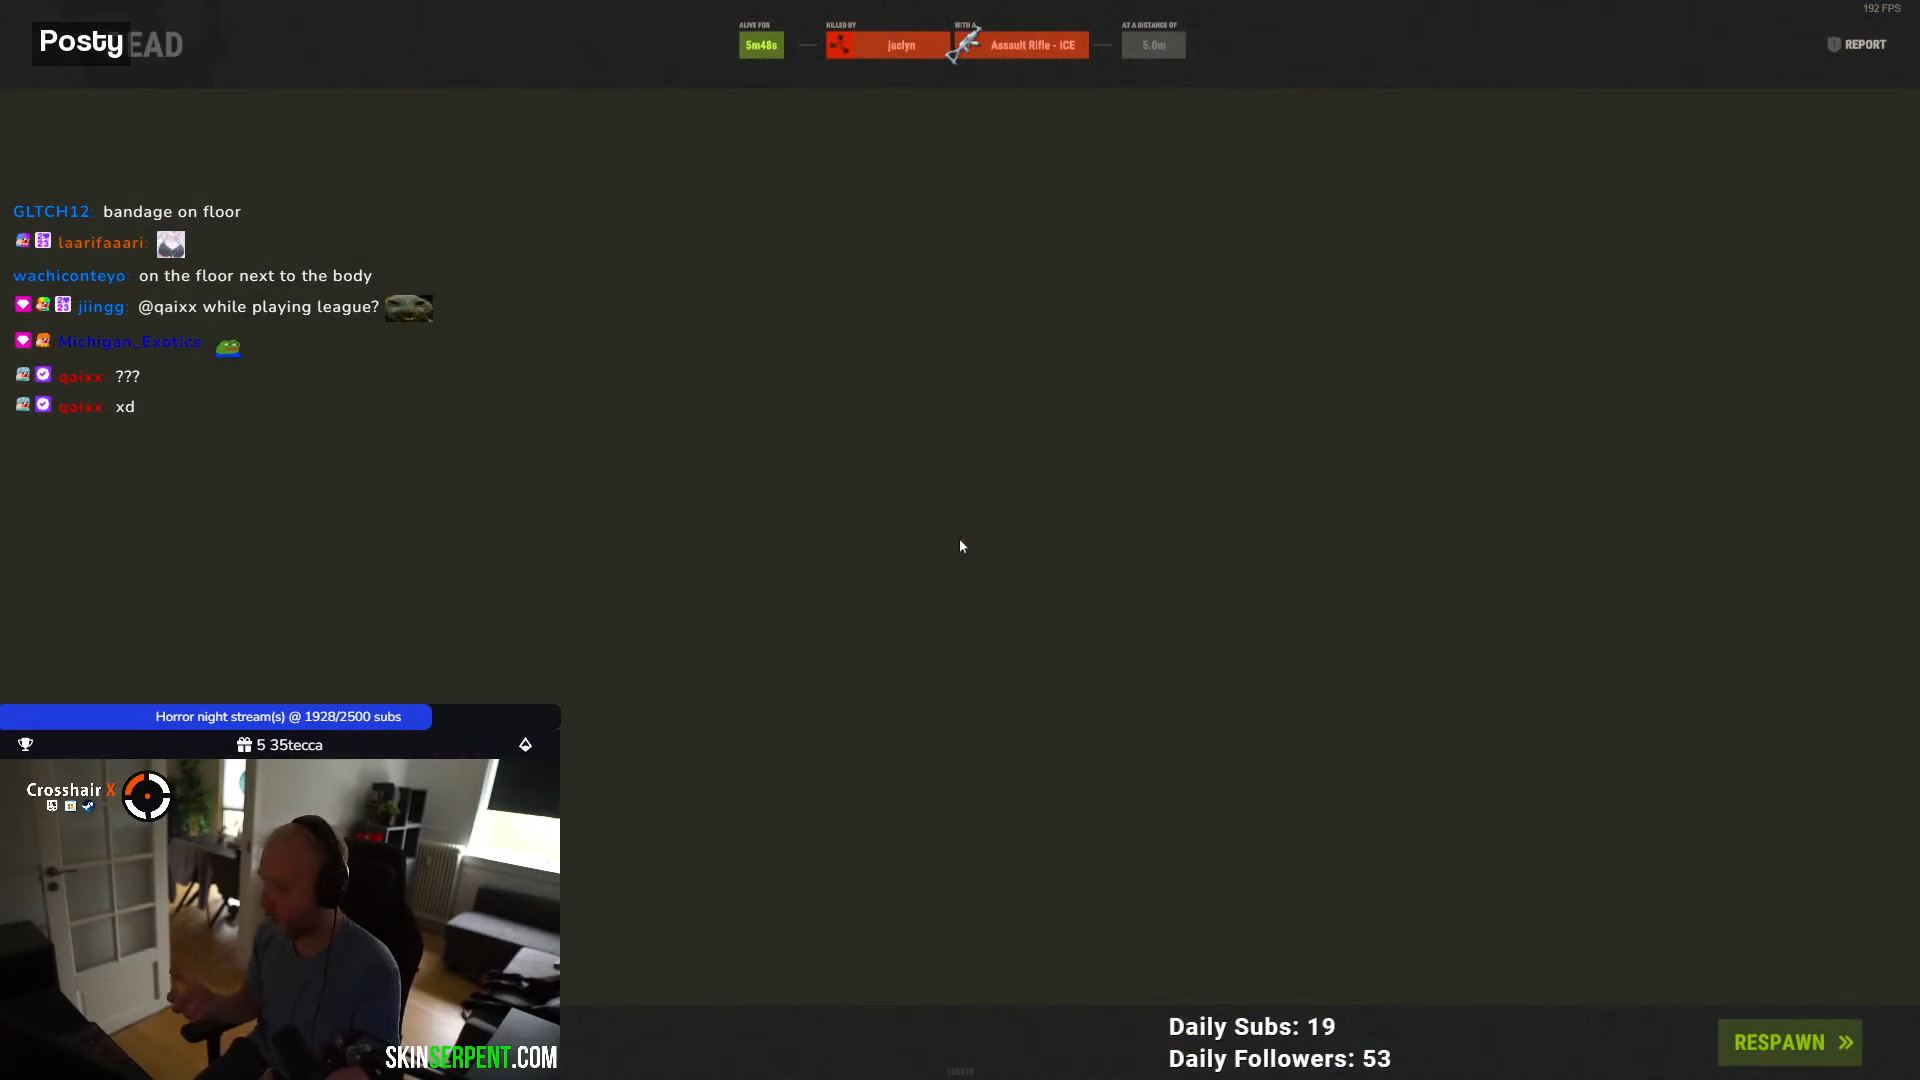 192 FPS
Posty
EAD
ALIVE FOR
5m48s
KILLED BY
jaclyn
WITH A
Assault Rifle - ICE
AT A DISTANCE OF
5.0m
REPORT
GLTCH12: bandage on floor
laarifaaari:
wachiconteyo: on the floor next to the body
jiingg: @qaixx while playing league?
Michigan_Exotics
qaixx: ???
qaixx: xd
Horror night stream(s) @ 1928/2500 subs
5 35tecca
Crosshair X
SKINSERPENT.COM
Daily Subs: 19
Daily Followers: 53
RESPAWN